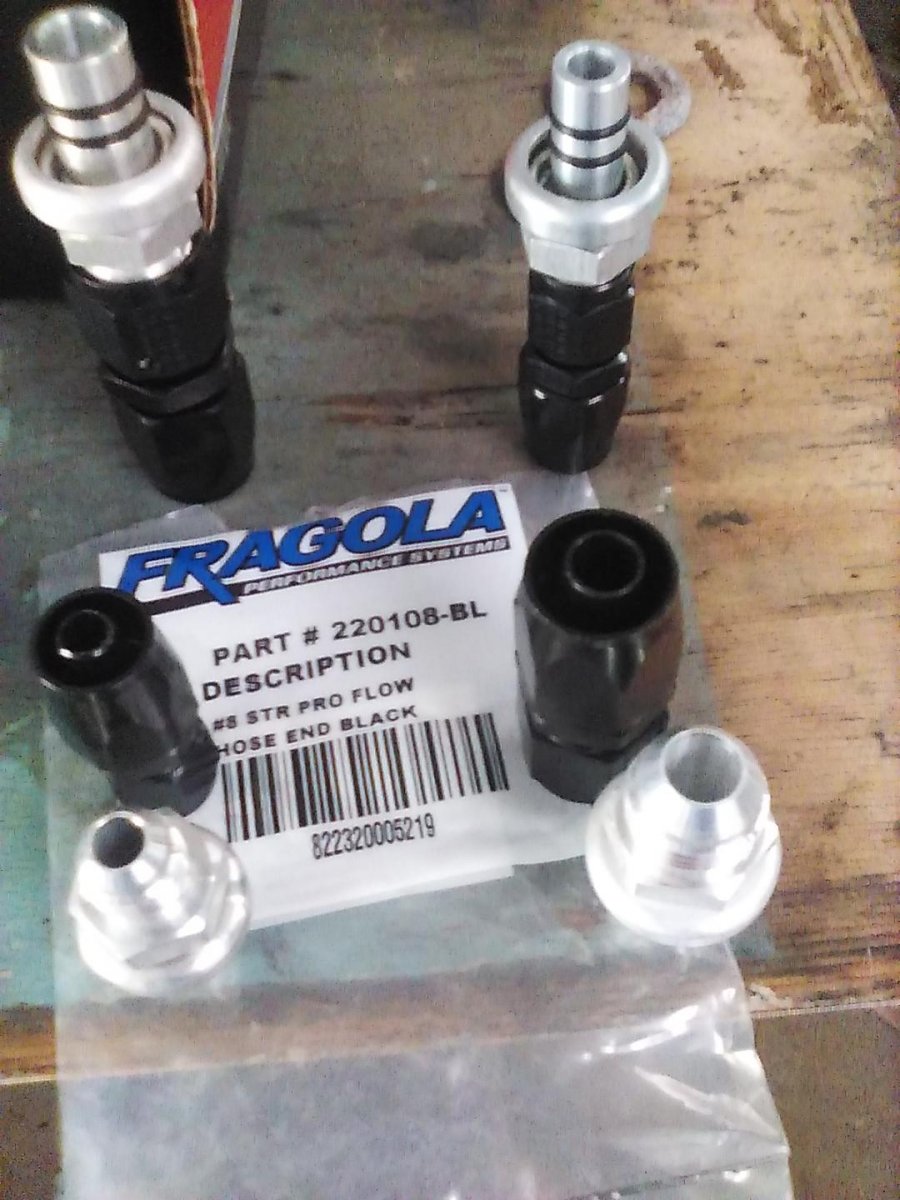 FRAGOLA
PERFORMANCE SYSTEMS
PART # 220108-BL
DESCRIPTION
#8 STR PRO FLOW
HOSE END BLACK
822320005219